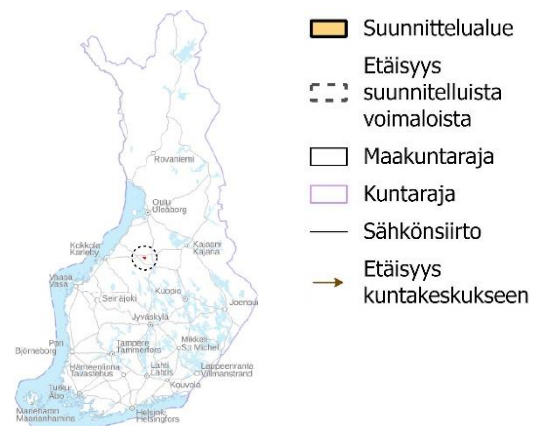 Rovaniemi
Oulu
Uleåborg
Kokkola
Karleby
Kajaani
Kajana
Vaasa
Vasa
Seinäjoki
Kuopio
Joensuu
Jyväskylä
Pori
Björneborg
Tampere
Tammerfors
Mikkeli
S:t Michel
Hämeenlinna
Tavastehus
Lahti
Lahtis
Lappeenranta
Villmanstrand
Kouvola
Turku
Åbo
Helsinki
Helsingfors
Mariehamn
Maarianhamina
Suunnittelualue
Etäisyys
suunnitelluista
voimaloista
Maakuntaraja
Kuntaraja
Sähkönsiirto
Etäisyys
kuntakeskukseen